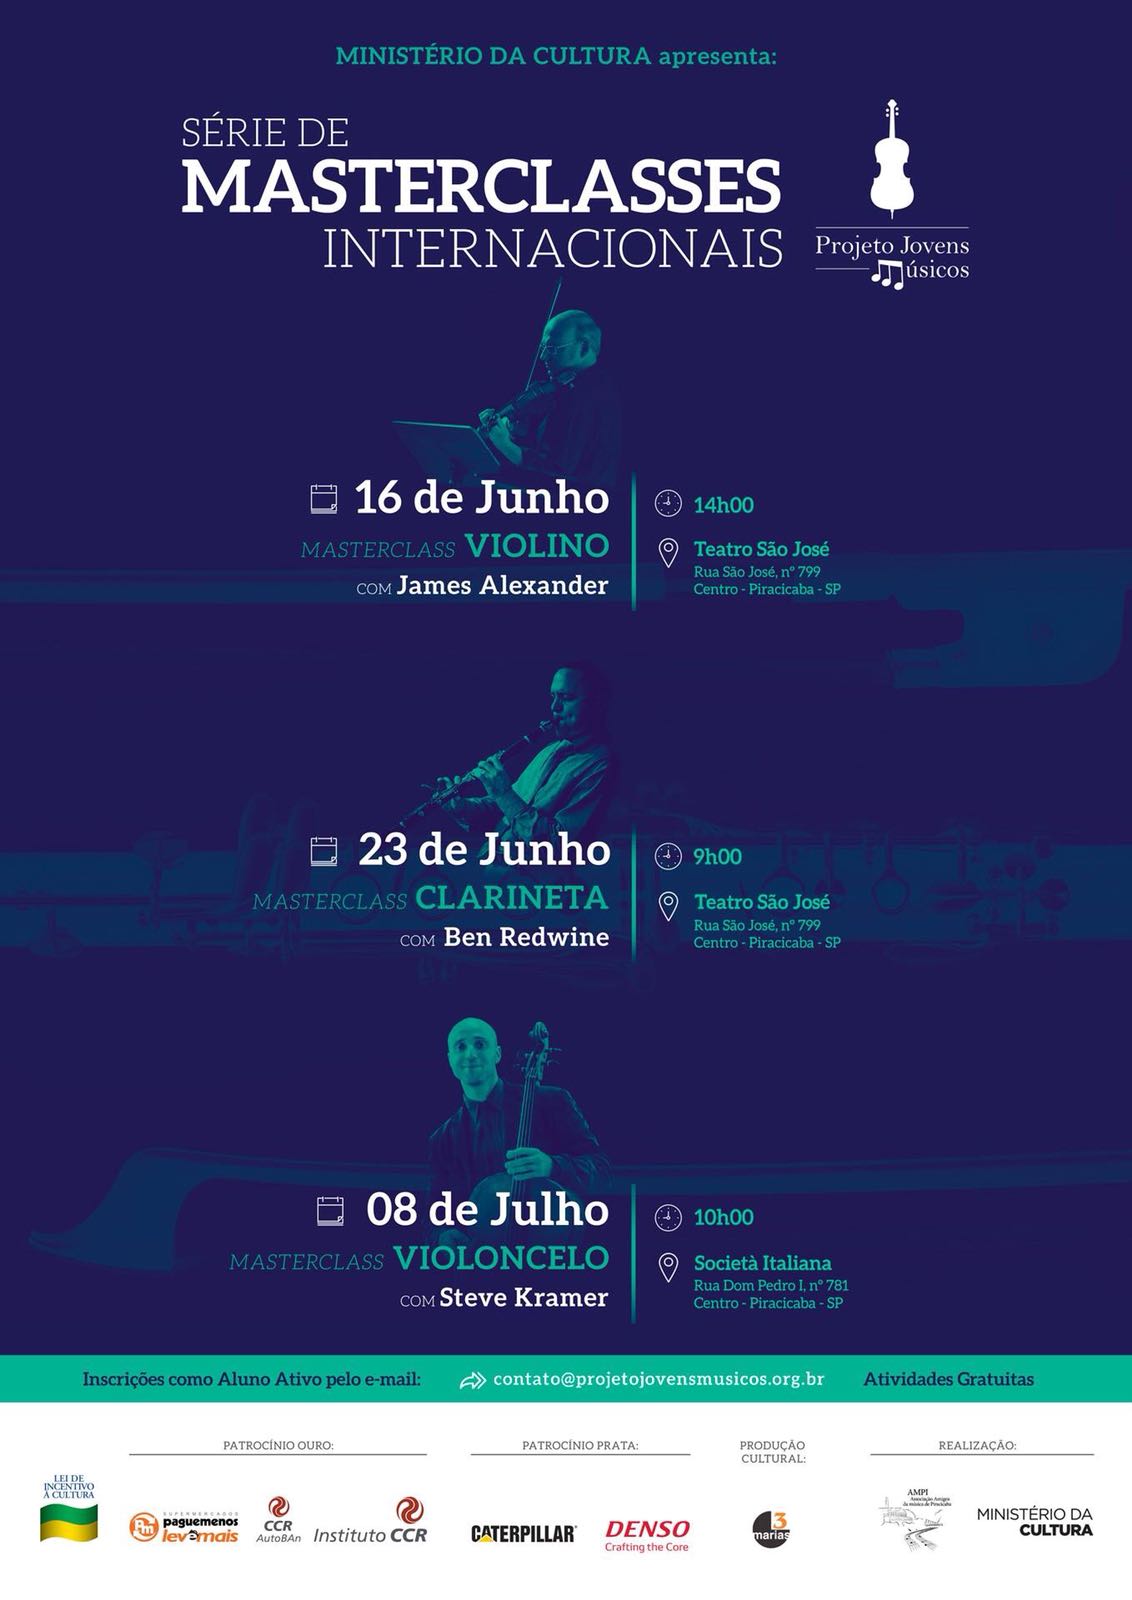 MINISTÉRIO DA CULTURA apresenta:
SÉRIE DE
MASTERCLASSES
INTERNACIONAIS
Projeto Jovens
Músicos
16 de Junho
MASTERCLASS VIOLINO
COM James Alexander
14h00
Teatro São José
Rua São José, nº 799
Centro - Piracicaba - SP
23 de Junho
MASTERCLASS CLARINETA
COM Ben Redwine
9h00
Teatro São José
Rua São José, nº 799
Centro - Piracicaba - SP
08 de Julho
MASTERCLASS VIOLONCELO
COM Steve Kramer
10h00
Società Italiana
Rua Dom Pedro I, nº 781
Centro - Piracicaba - SP
Inscrições como Aluno Ativo pelo e-mail: contato@projetojovensmusicos.org.br Atividades Gratuitas
PATROCÍNIO OURO:
PATROCÍNIO PRATA:
PRODUÇÃO
CULTURAL:
REALIZAÇÃO:
LEI DE
INCENTIVO
À CULTURA
Pm
SUPERMERCADOS
paguemenos
levemais
CCR
AutoBAn
Instituto CCR
CATERPILLAR
DENSO
Crafting the Core
3
marias
AMPI
Associação Amigos
da música de Piracicaba
MINISTÉRIO DA
CULTURA